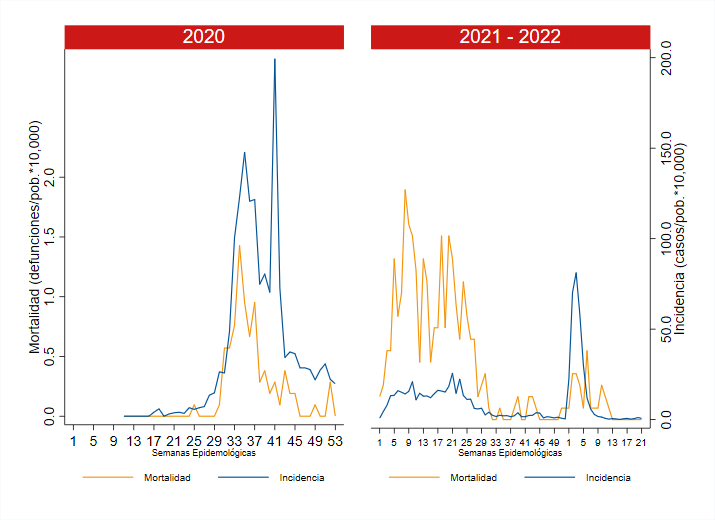 2020
2021 - 2022
Mortalidad (defunciones/pob.*10,000)
0.0 0.5 1.0 1.5 2.0
Incidencia (casos/pob.*10,000)
0.0 50.0 100.0 150.0 200.0
1 5 9 13 17 21 25 29 33 37 41 45 49 53
1 5 9 13 17 21 25 29 33 37 41 45 49 1 5 9 13 17 21
Semanas Epidemológicas
Semanas Epidemológicas
Mortalidad Incidencia
Mortalidad Incidencia